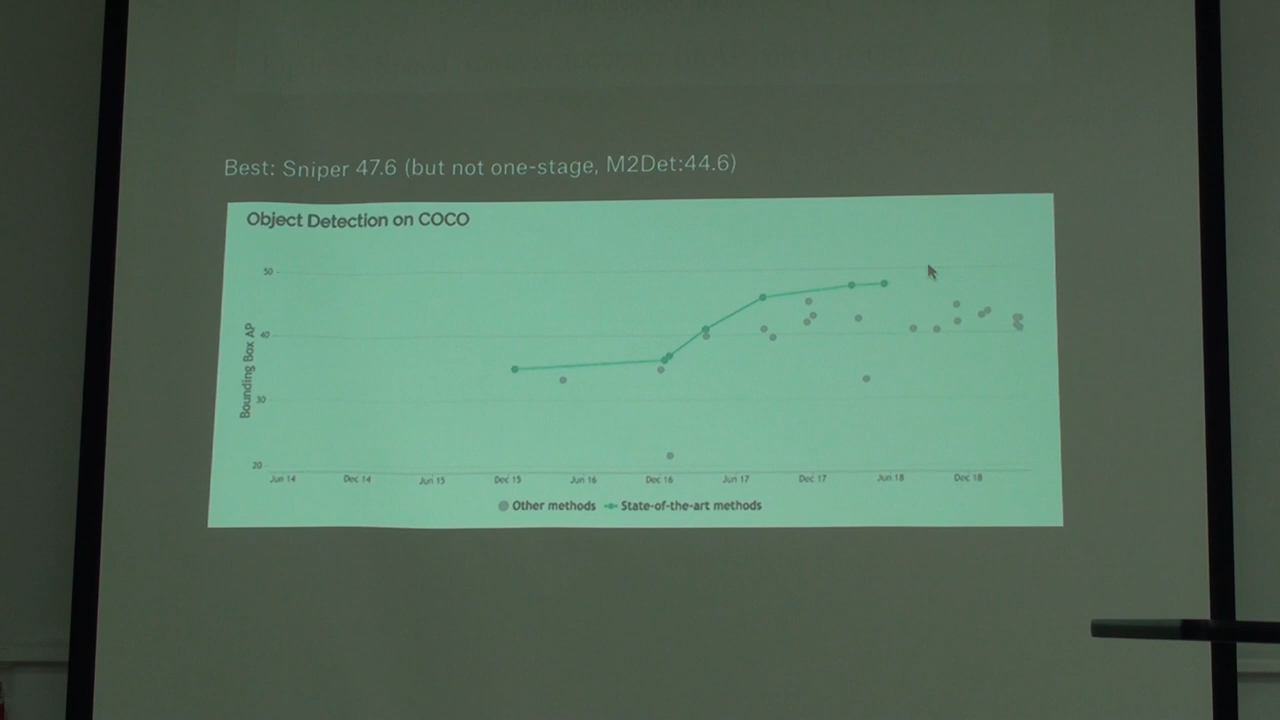 Best: Sniper 47.6 (but not one-stage, M2Det:44.6)
Object Detection on COCO
Bounding Box AP
50
40
30
20
Jun 14 Dec 14 Jun 15 Dec 15 Jun 16 Dec 16 Jun 17 Dec 17 Jun 18 Dec 18
Other methods State-of-the-art methods